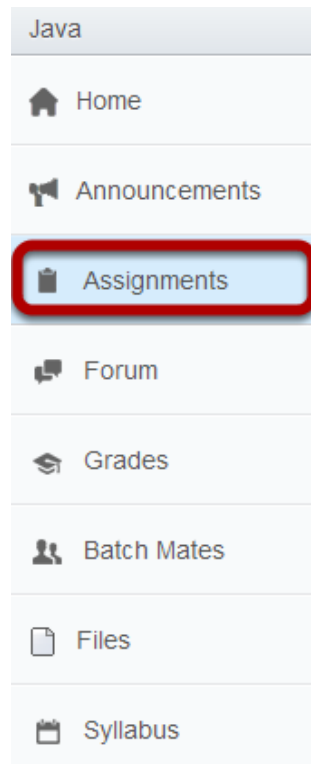 Java
Home
Announcements
Assignments
Forum
Grades
Batch Mates
Files
Syllabus